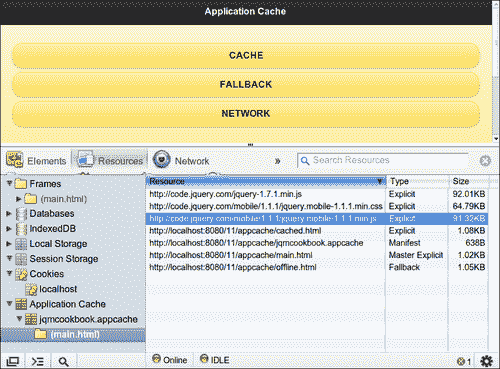 Application Cache
CACHE
FALLBACK
NETWORK
Elements Resources Network » Search Resources
Frames
(main.html)
Databases
IndexedDB
Local Storage
Session Storage
Cookies
localhost
Application Cache
jqmcookbook.appcache
(main.html)
Resource Type Size
http://code.jquery.com/jquery-1.7.1.min.js Explicit 92.01KB
http://code.jquery.com/mobile/1.1.1/jquery.mobile-1.1.1.min.css Explicit 64.79KB
http://code.jquery.com/mobile/1.1.1/jquery.mobile-1.1.1.min.js Explicit 91.32KB
http://localhost:8080/11/appcache/cached.html Explicit 1.08KB
http://localhost:8080/11/appcache/jqmcookbook.appcache Manifest 638B
http://localhost:8080/11/appcache/main.html Master Explicit 1.02KB
http://localhost:8080/11/appcache/offline.html Fallback 1.05KB
Online IDLE 1